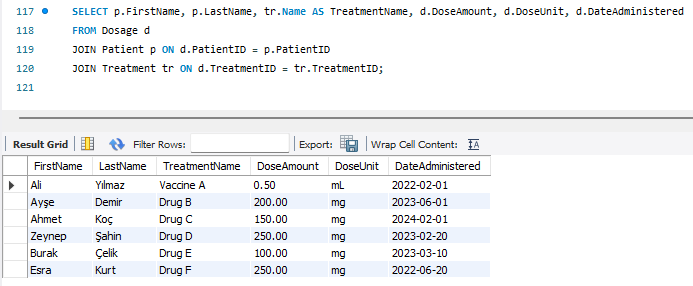 117 SELECT p.FirstName, p.LastName, tr.Name AS TreatmentName, d.DoseAmount, d.DoseUnit, d.DateAdministered
118 FROM Dosage d
119 JOIN Patient p ON d.PatientID = p.PatientID
120 JOIN Treatment tr ON d.TreatmentID = tr.TreatmentID;
121
Result Grid Filter Rows: Export: Wrap Cell Content: IA
FirstName LastName TreatmentName DoseAmount DoseUnit DateAdministered
Ali Yılmaz Vaccine A 0.50 mL 2022-02-01
Ayşe Demir Drug B 200.00 mg 2023-06-01
Ahmet Koç Drug C 150.00 mg 2024-02-01
Zeynep Şahin Drug D 250.00 mg 2023-02-20
Burak Çelik Drug E 100.00 mg 2023-03-10
Esra Kurt Drug F 250.00 mg 2022-06-20